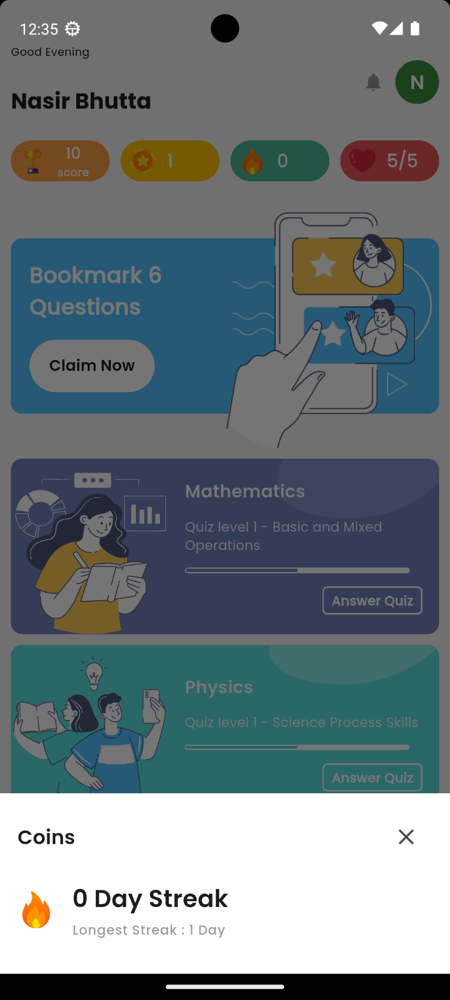 12:35
Good Evening
Nasir Bhutta
N
10
score
1
0
5/5
Bookmark 6
Questions
Claim Now
Mathematics
Quiz level 1 - Basic and Mixed
Operations
Answer Quiz
Physics
Quiz level 1 - Science Process Skills
Answer Quiz
Coins
0 Day Streak
Longest Streak : 1 Day